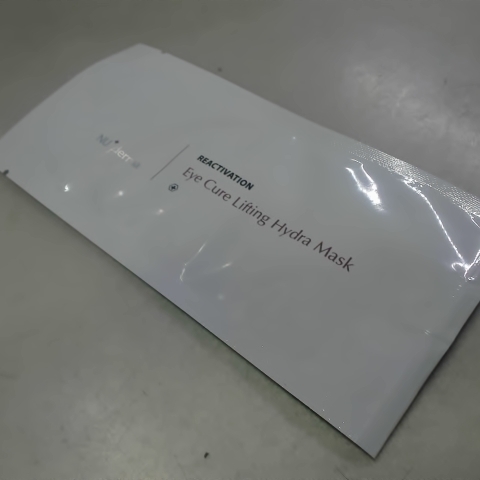 REACTIVATION
Eye Cure Lifting Hydra Mask